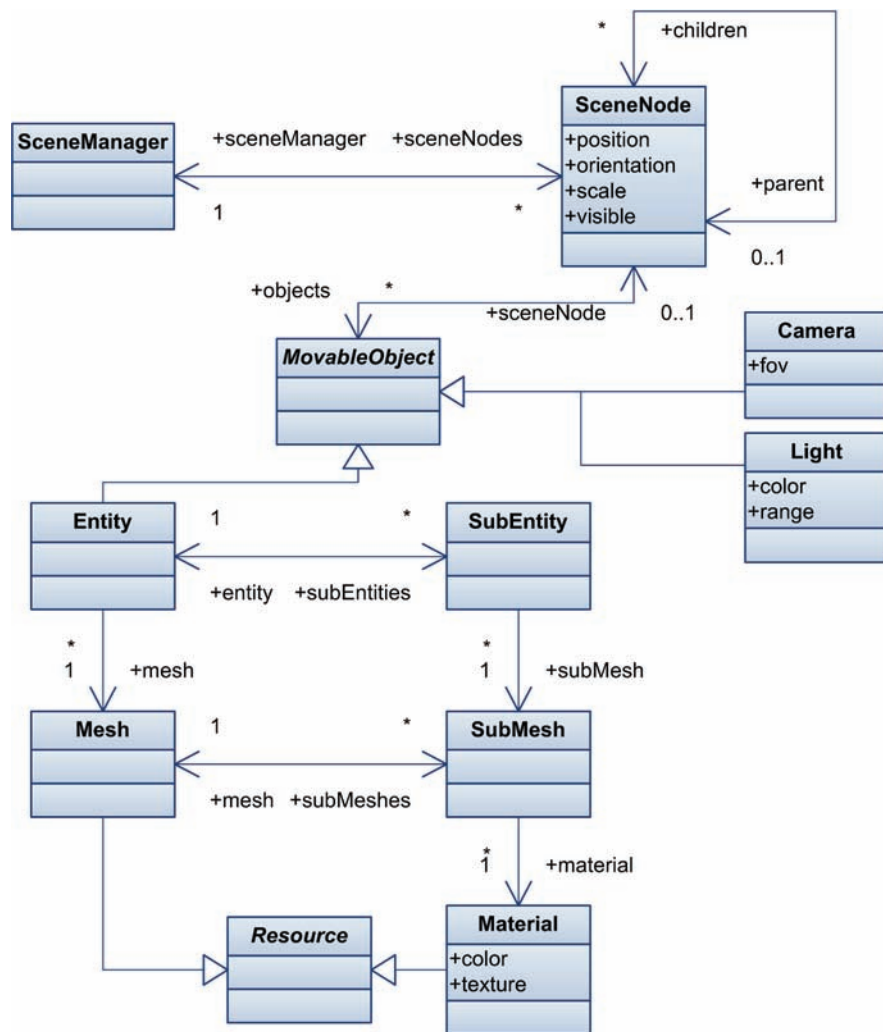 *
+children
SceneNode
+position
+orientation
+scale
+visible
SceneManager
+sceneManager
+sceneNodes
1
*
+parent
0..1
+objects
*
+sceneNode
0..1
MovableObject
Camera
+fov
Light
+color
+range
Entity
1
*
SubEntity
+entity
+subEntities
*
1
+mesh
*
1
+subMesh
Mesh
1
*
SubMesh
+mesh
+subMeshes
*
1
+material
Resource
Material
+color
+texture